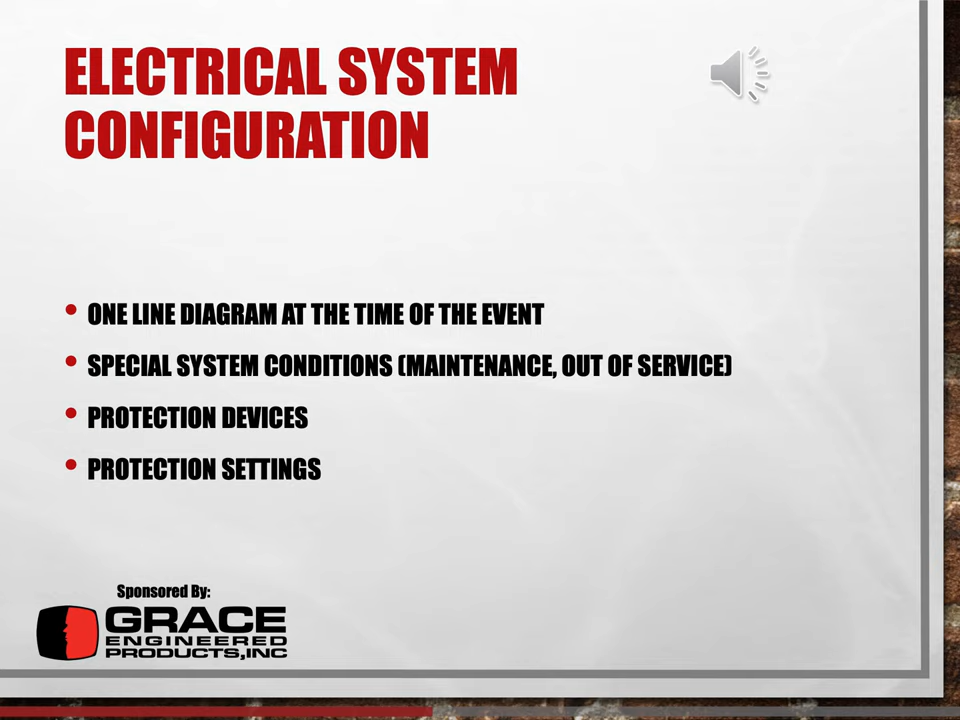 ELECTRICAL SYSTEM
CONFIGURATION
• ONE LINE DIAGRAM AT THE TIME OF THE EVENT
• SPECIAL SYSTEM CONDITIONS (MAINTENANCE, OUT OF SERVICE)
• PROTECTION DEVICES
• PROTECTION SETTINGS
Sponsored By:
GRACE
ENGINEERED
PRODUCTS,INC